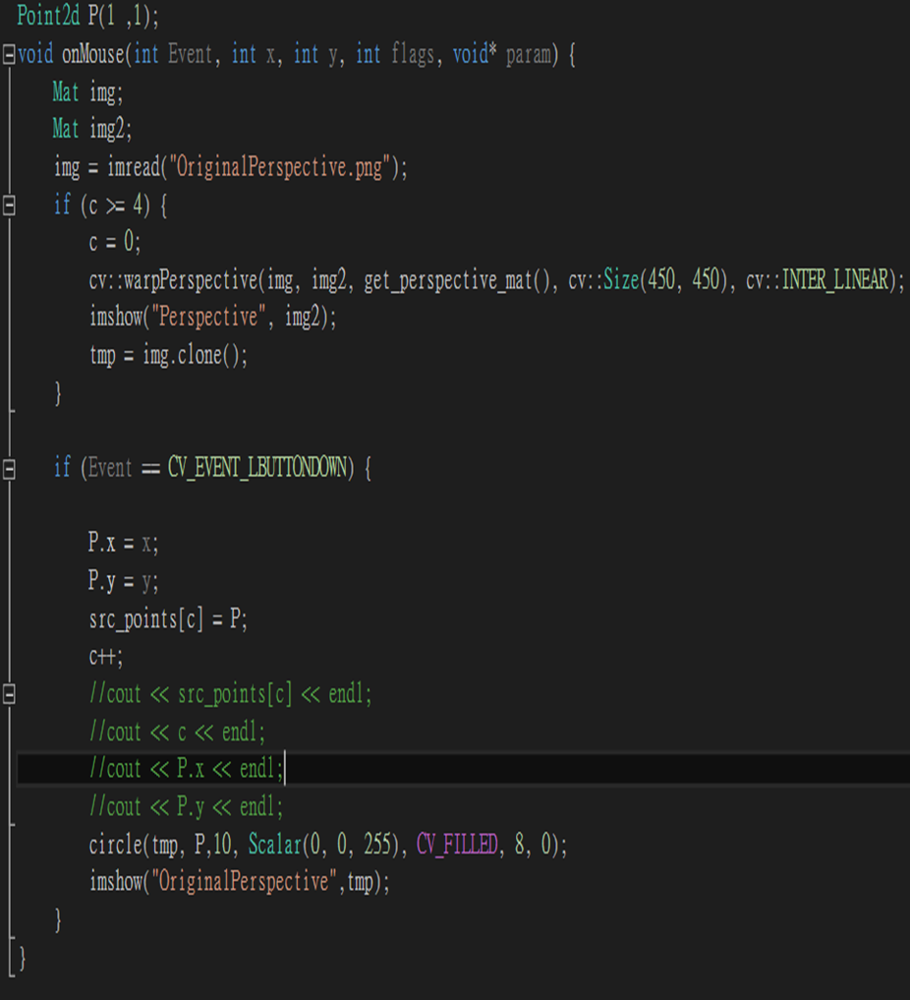 Point2d P(1 ,1);
void onMouse(int Event, int x, int y, int flags, void* param) {
Mat img;
Mat img2;
img = imread("OriginalPerspective.png");
if (c >= 4) {
c = 0;
cv::warpPerspective(img, img2, get_perspective_mat(), cv::Size(450, 450), cv::INTER_LINEAR);
imshow("Perspective", img2);
tmp = img.clone();
}
if (Event == CV_EVENT_LBUTTONDOWN) {
P.x = x;
P.y = y;
src_points[c] = P;
c++;
//cout << src_points[c] << endl;
//cout << c << endl;
//cout << P.x << endl;
//cout << P.y << endl;
circle(tmp, P,10, Scalar(0, 0, 255), CV_FILLED, 8, 0);
imshow("OriginalPerspective",tmp);
}
}